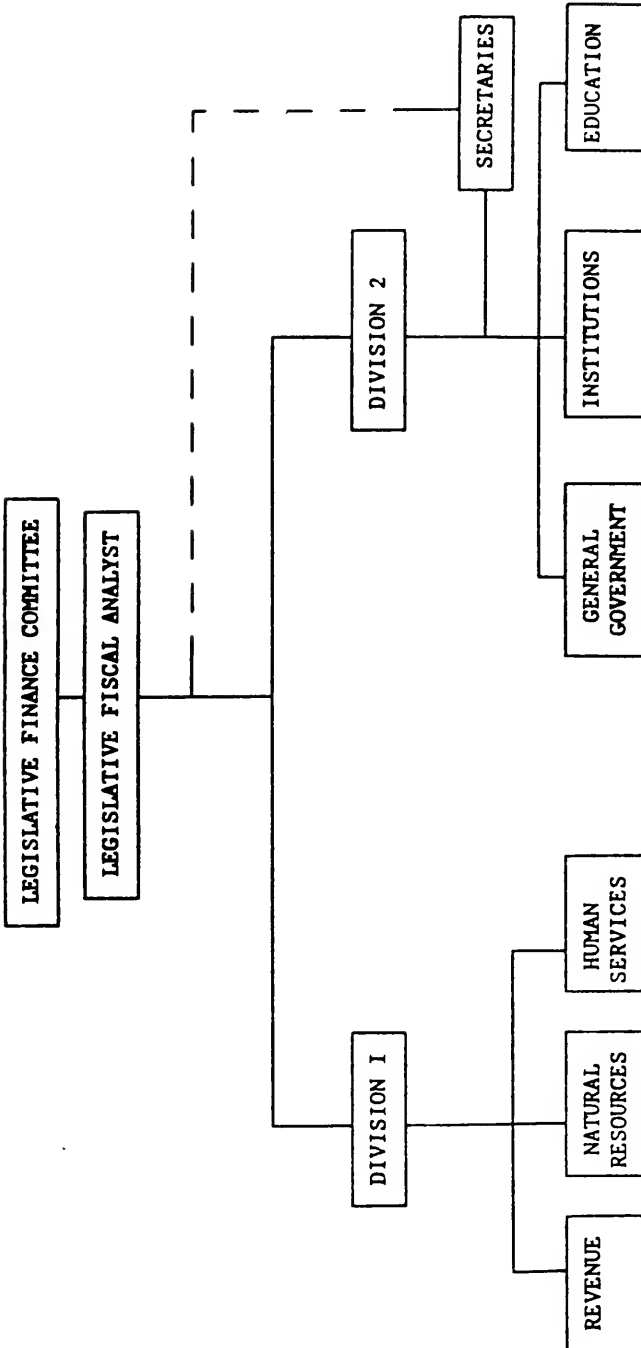 LEGISLATIVE FINANCE COMMITTEE
LEGISLATIVE FISCAL ANALYST
DIVISION I
DIVISION 2
SECRETARIES
REVENUE
NATURAL
RESOURCES
HUMAN
SERVICES
GENERAL
GOVERNMENT
INSTITUTIONS
EDUCATION